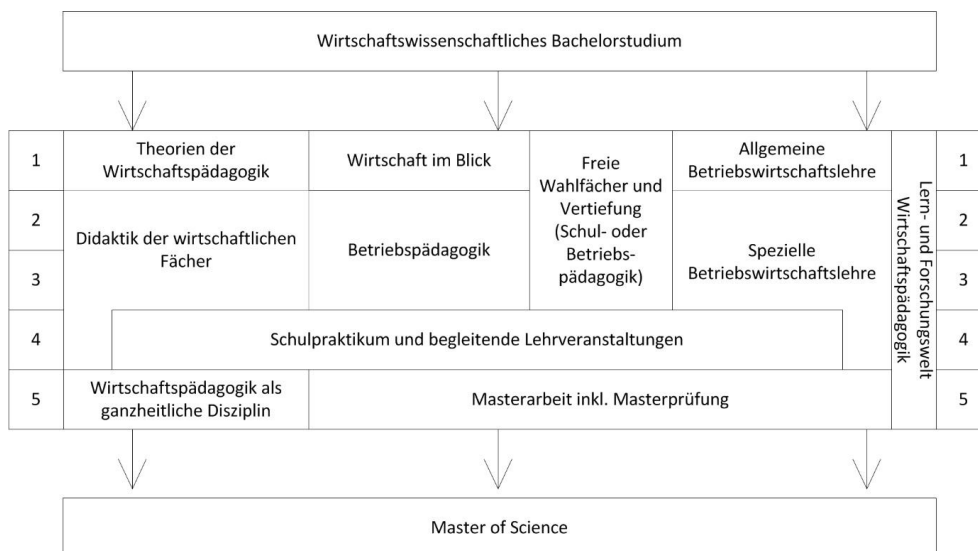 Wirtschaftswissenschaftliches Bachelorstudium
1
Theorien der
Wirtschaftspädagogik
Wirtschaft im Blick
Freie
Wahlfächer und
Vertiefung
(Schul- oder
Betriebs-
pädagogik)
Allgemeine
Betriebswirtschaftslehre
Lern- und Forschungswelt
Wirtschaftspädagogik
1
2
Didaktik der wirtschaftlichen
Fächer
Betriebspädagogik
Spezielle
Betriebswirtschaftslehre
2
3
3
4
Schulpraktikum und begleitende Lehrveranstaltungen
4
5
Wirtschaftspädagogik als
ganzheitliche Disziplin
Masterarbeit inkl. Masterprüfung
5
Master of Science